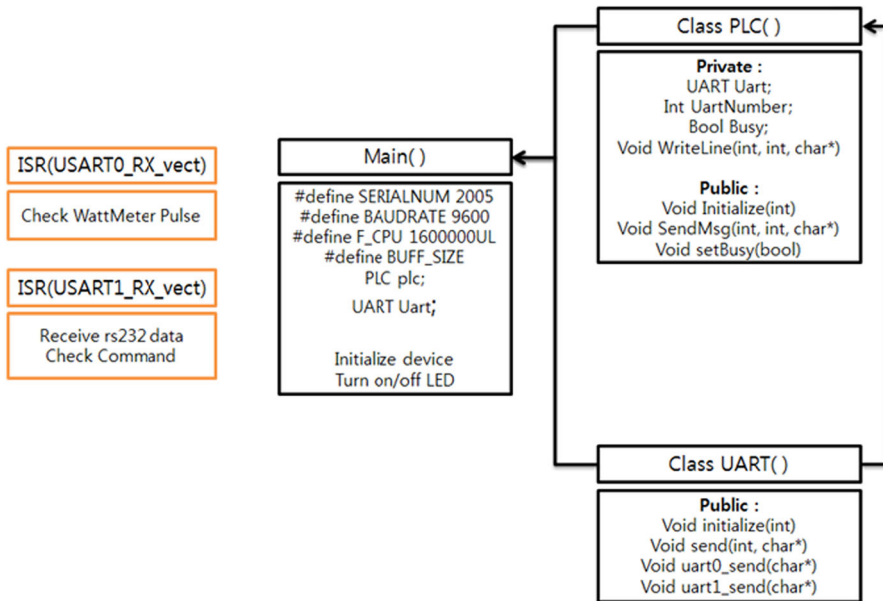 ISR(USART0_RX_vect)
Check WattMeter Pulse
ISR(USART1_RX_vect)
Receive rs232 data
Check Command
Main( )
#define SERIALNUM 2005
#define BAUDRATE 9600
#define F_CPU 1600000UL
#define BUFF_SIZE
PLC plc;
UART Uart;
Initialize device
Turn on/off LED
Class PLC( )
Private :
UART Uart;
Int UartNumber;
Bool Busy;
Void WriteLine(int, int, char*)
Public :
Void Initialize(int)
Void SendMsg(int, int, char*)
Void setBusy(bool)
Class UART( )
Public :
Void initialize(int)
Void send(int, char*)
Void uart0_send(char*)
Void uart1_send(char*)